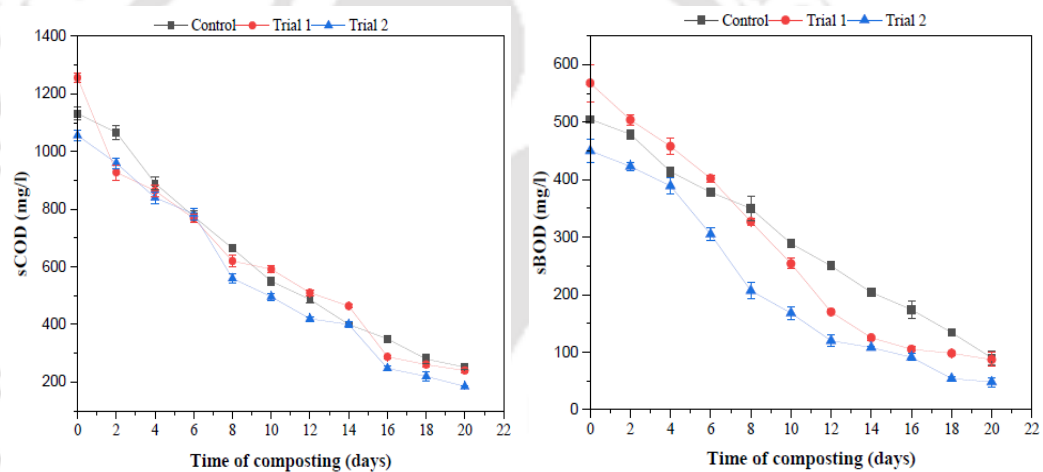 Control Trial 1 Trial 2
1400
1200
1000
800
600
400
200
sCOD (mg/l)
0 2 4 6 8 10 12 14 16 18 20 22
Time of composting (days)
Control Trial 1 Trial 2
600
500
400
300
200
100
0
sBOD (mg/l)
0 2 4 6 8 10 12 14 16 18 20 22
Time of composting (days)